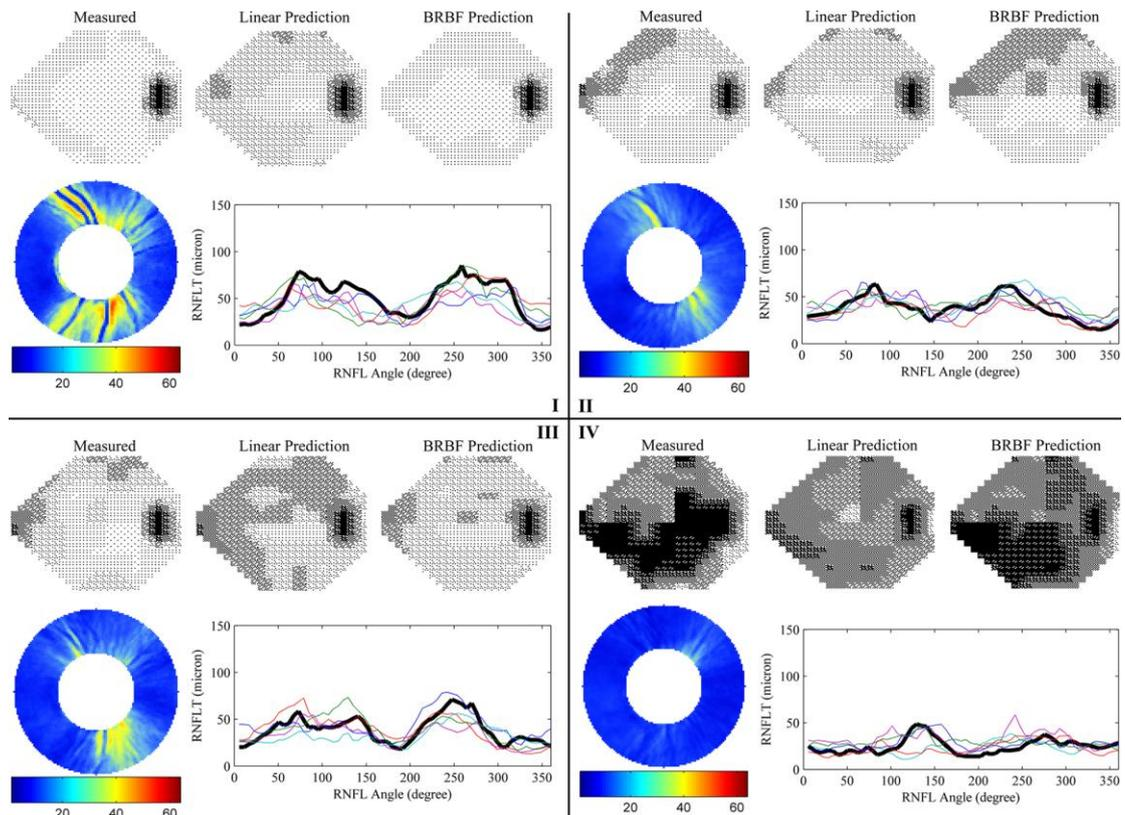 Measured Linear Prediction BRBF Prediction
150
100
50
0
RNFLT (micron)
0 50 100 150 200 250 300 350
RNFL Angle (degree)
20 40 60
I
Measured Linear Prediction BRBF Prediction
150
100
50
0
RNFLT (micron)
0 50 100 150 200 250 300 350
RNFL Angle (degree)
20 40 60
II
III
Measured Linear Prediction BRBF Prediction
150
100
50
0
RNFLT (micron)
0 50 100 150 200 250 300 350
RNFL Angle (degree)
20 40 60
IV
Measured Linear Prediction BRBF Prediction
150
100
50
0
RNFLT (micron)
0 50 100 150 200 250 300 350
RNFL Angle (degree)
20 40 60